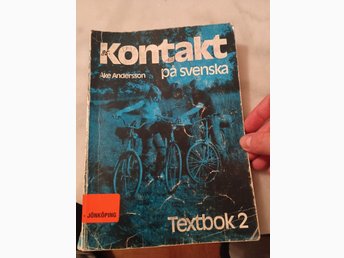 Kontakt
på svenska
Åke Andersson
JÖNKÖPING
Textbok 2